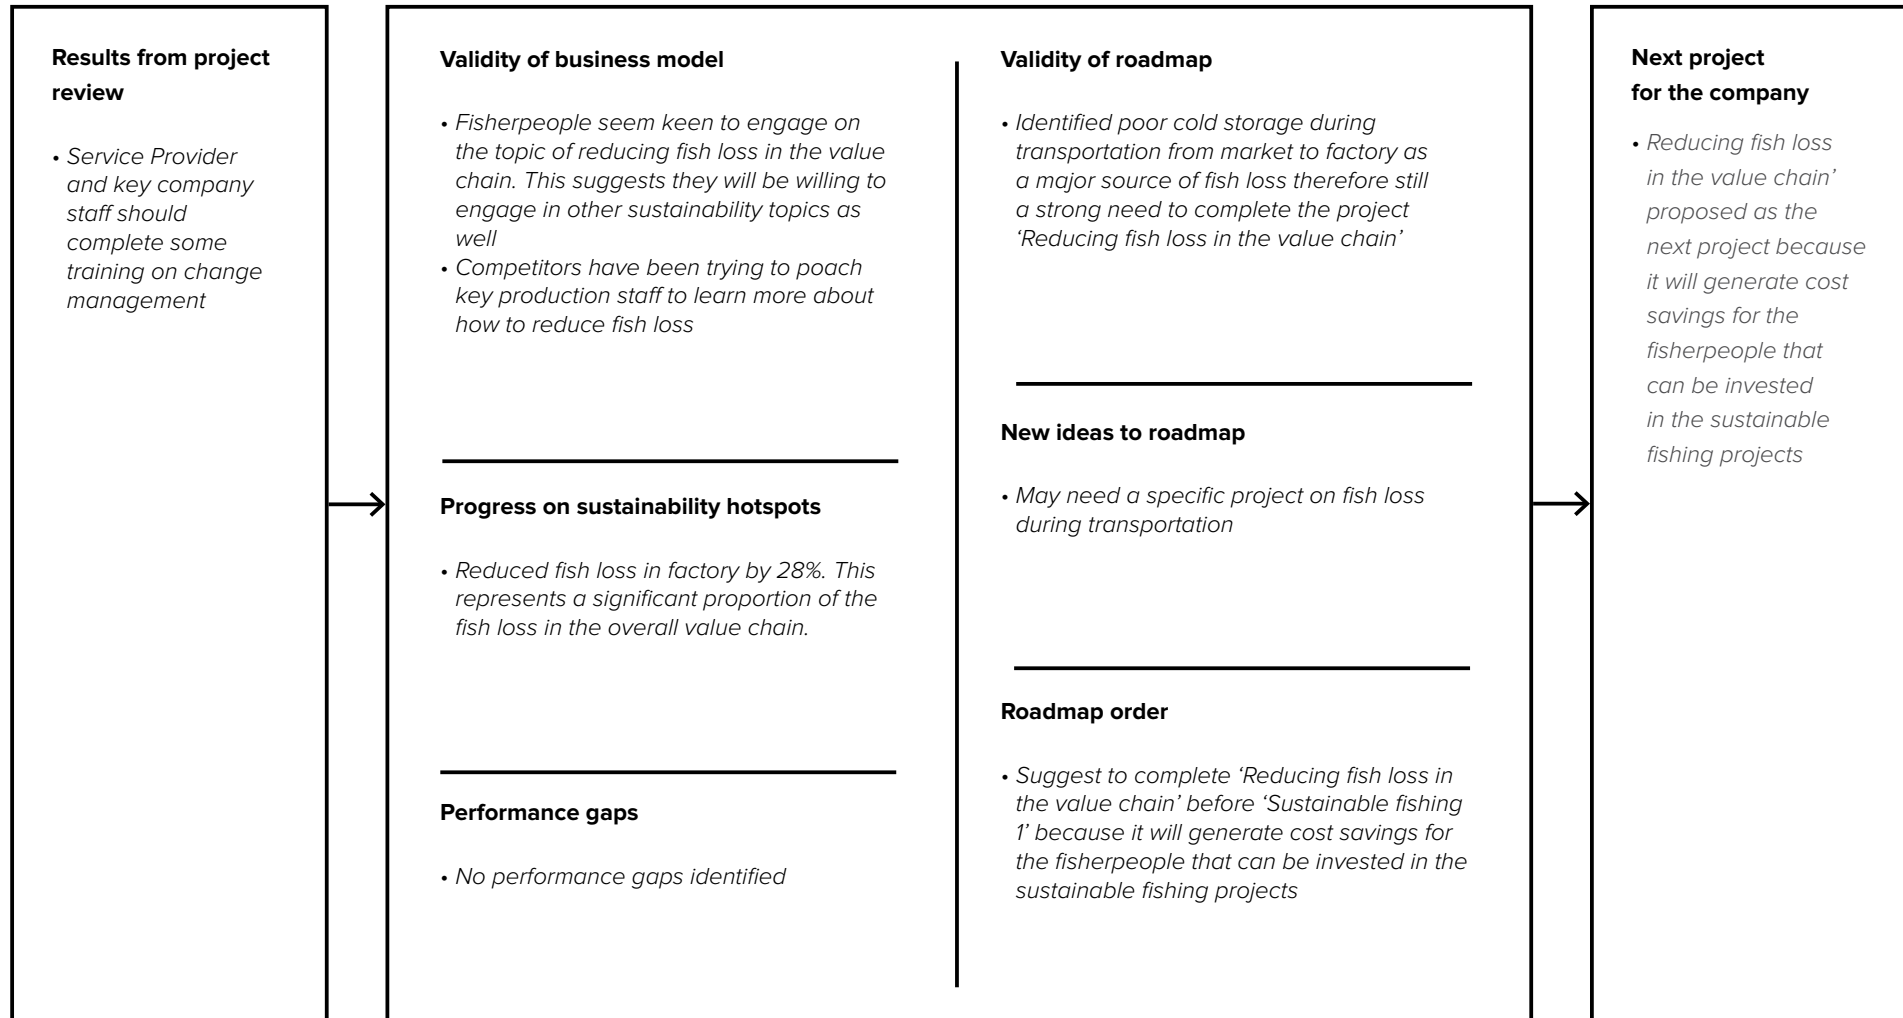 Results from project
review
• Service Provider
and key company
staff should
complete some
training on change
management
Validity of business model
• Fisherpeople seem keen to engage on
the topic of reducing fish loss in the value
chain. This suggests they will be willing to
engage in other sustainability topics as
well
• Competitors have been trying to poach
key production staff to learn more about
how to reduce fish loss
Progress on sustainability hotspots
• Reduced fish loss in factory by 28%. This
represents a significant proportion of the
fish loss in the overall value chain.
Performance gaps
• No performance gaps identified
Validity of roadmap
• Identified poor cold storage during
transportation from market to factory as
a major source of fish loss therefore still
a strong need to complete the project
‘Reducing fish loss in the value chain’
New ideas to roadmap
• May need a specific project on fish loss
during transportation
Roadmap order
• Suggest to complete ‘Reducing fish loss in
the value chain’ before ‘Sustainable fishing
1’ because it will generate cost savings for
the fisherpeople that can be invested in the
sustainable fishing projects
Next project
for the company
• Reducing fish loss
in the value chain’
proposed as the
next project because
it will generate cost
savings for the
fisherpeople that
can be invested
in the sustainable
fishing projects